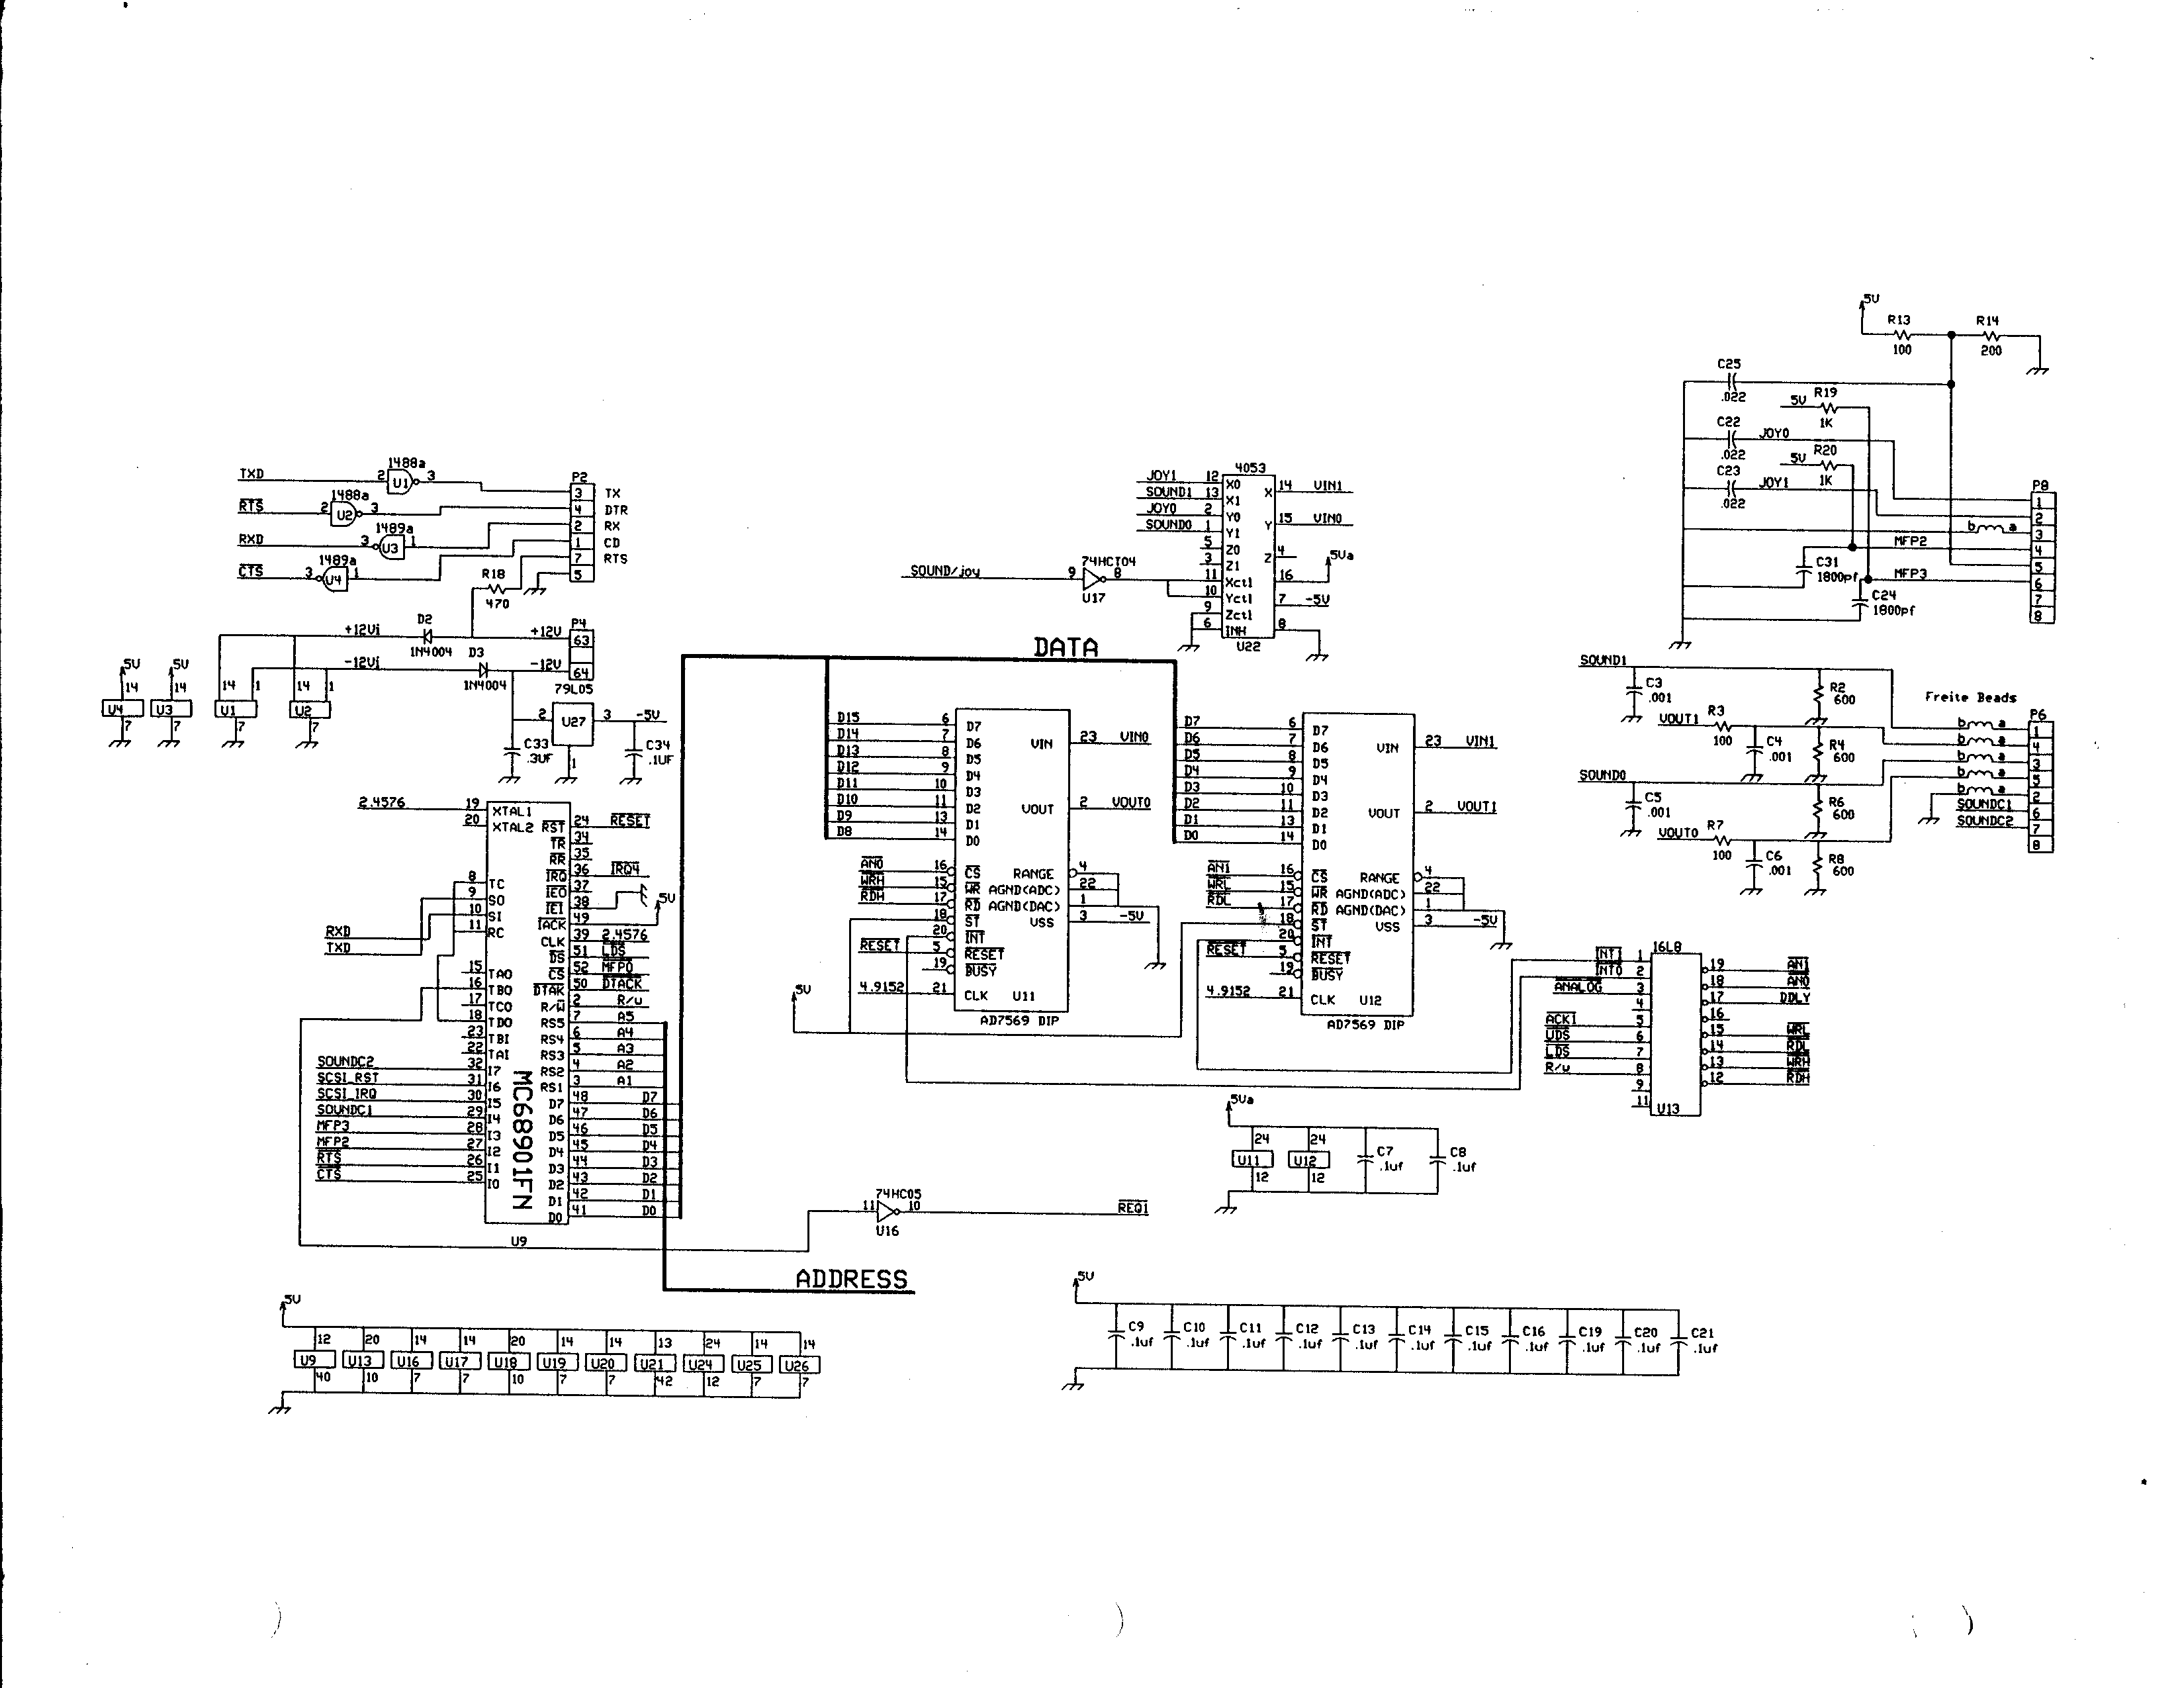 5V
R13
R14
100
200
C25
.022
5V
R19
1K
C22
JOY0
.022
5V
R20
1K
C23
JOY1
.022
P8
1
2
b
a
3
MFP2
4
5
C31
1800pf
MFP3
6
C24
1800pf
7
8
TXD
2
1488a
U1
3
RTS
2
1488a
U2
3
RXD
3
1489a
U3
1
CTS
3
1489a
U4
1
P2
3 TX
4 DTR
2 RX
1 CD
7 RTS
5
R18
470
+12Vi
D2
1N4004
+12V
P4
63
-12Vi
D3
1N4004
-12V
64
5V
14
U4
7
5V
14
U3
7
14
1
U1
7
14
1
U2
7
79L05
2
U27
3
-5V
1
C33
.3UF
C34
.1UF
4053
JOY1 12 X0
SOUND1 13 X1
JOY0 2 Y0
SOUND0 1 Y1
5 Z0
3 Z1
11 Xctl
10 Yctl
9 Zctl
6 INH
X 14 VIN1
Y 15 VIN0
Z 4
16 5Va
7 -5V
8
U22
SOUND/joy
9
74HCT04
8
U17
DATA
D15 6 D7
D14 7 D6
D13 8 D5
D12 9 D4
D11 10 D3
D10 11 D2
D9 13 D1
D8 14 D0
AN0 16 CS
WRH 15 WR
RDH 17 RD
18 ST
20 INT
RESET 5 RESET
19 BUSY
4.9152 21 CLK
VIN 23 VIN0
VOUT 2 VOUT0
RANGE 4
AGND(ADC) 22
AGND(DAC) 1
VSS 3 -5V
U11
AD7569 DIP
5V
D7 6 D7
D6 7 D6
D5 8 D5
D4 9 D4
D3 10 D3
D2 11 D2
D1 13 D1
D0 14 D0
AN1 16 CS
WRL 15 WR
RDL 17 RD
18 ST
20 INT
RESET 5 RESET
19 BUSY
4.9152 21 CLK
VIN 23 VIN1
VOUT 2 VOUT1
RANGE 4
AGND(ADC) 22
AGND(DAC) 1
VSS 3 -5V
U12
AD7569 DIP
SOUND1
C3
.001
R2
600
VOUT1
R3
100
C4
.001
R4
600
SOUND0
C5
.001
R6
600
VOUT0
R7
100
C6
.001
R8
600
Freite Beads
P6
b a 1
b a 4
b a 3
b a 5
b a 2
SOUNDC1 6
SOUNDC2 7
8
16L8
INT1 1
INT0 2
ANALOG 3
4
ACK1 5
UDS 6
LDS 7
R/w 8
9
11
19 AN1
18 AN0
17 DDLY
16
15 WRL
14 RDL
13 WRH
12 RDH
U13
2.4576 19 XTAL1
20 XTAL2
8 TC
9 SO
10 SI
11 RC
RXD
TXD
15 TAO
16 TBO
17 TCO
18 TDO
23 TBI
22 TAI
SOUNDC2 32 I7
SCSI_RST 31 I6
SCSI_IRQ 30 I5
SOUNDC1 29 I4
MFP3 28 I3
MFP2 27 I2
RTS 26 I1
CTS 25 I0
RST 24 RESET
TR 34
RR 35
IRQ 36 IRQ4
IEO 37
IEI 38
IACK 49 5V
CLK 39 2.4576
DS 51 LDS
CS 52 MFP0
DTAK 50 DTACK
R/W 2 R/w
RS5 7 A5
RS4 6 A4
RS3 5 A3
RS2 4 A2
RS1 3 A1
D7 48 D7
D6 47 D6
D5 46 D5
D4 45 D4
D3 44 D3
D2 43 D2
D1 42 D1
D0 41 D0
MC68901FN
U9
ADDRESS
11
74HC05
10
REQ1
U16
5Va
24 U11 12
24 U12 12
C7
.1uf
C8
.1uf
5V
12 U9 40
20 U13 10
14 U16 7
14 U17 7
20 U18 10
14 U19 7
14 U20 7
13 U21 42
24 U24 12
14 U25 7
14 U26 7
5V
C9 .1uf
C10 .1uf
C11 .1uf
C12 .1uf
C13 .1uf
C14 .1uf
C15 .1uf
C16 .1uf
C19 .1uf
C20 .1uf
C21 .1uf